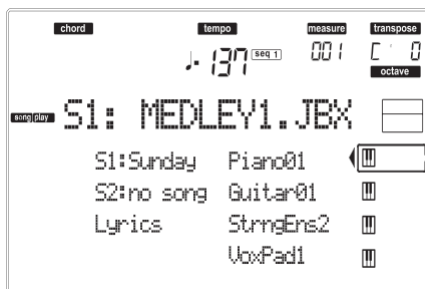 chord tempo measure transpose
♩. 137 seq 1 001 C 0
octave
song play S1: MEDLEY1.JBX
S1:Sunday Piano01
S2:no song Guitar01
Lyrics StrngEns2
VoxPad1